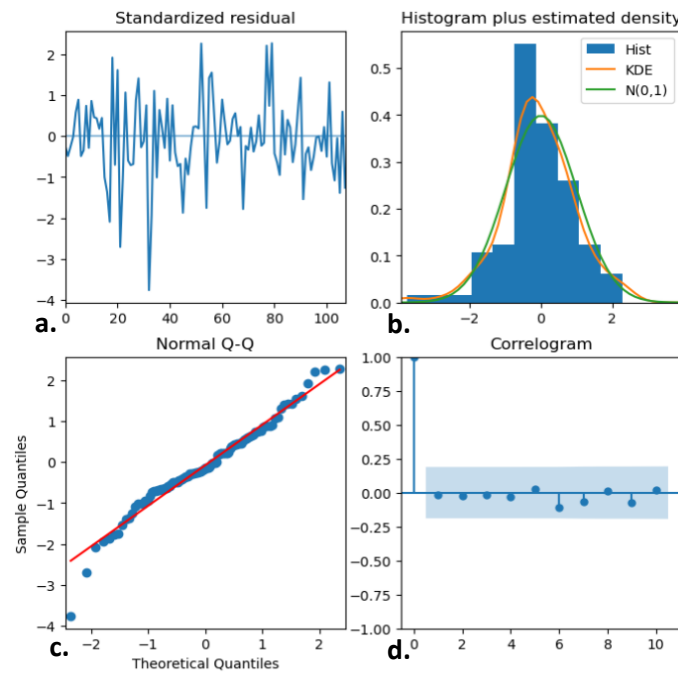 Standardized residual
2
1
0
−1
−2
−3
−4
0 20 40 60 80 100
a.
Histogram plus estimated density
Hist
KDE
N(0,1)
0.5
0.4
0.3
0.2
0.1
0.0
−2 0 2
b.
Normal Q-Q
Sample Quantiles
2
1
0
−1
−2
−3
−4
−2 −1 0 1 2
Theoretical Quantiles
c.
Correlogram
1.00
0.75
0.50
0.25
0.00
−0.25
−0.50
−0.75
−1.00
0 2 4 6 8 10
d.